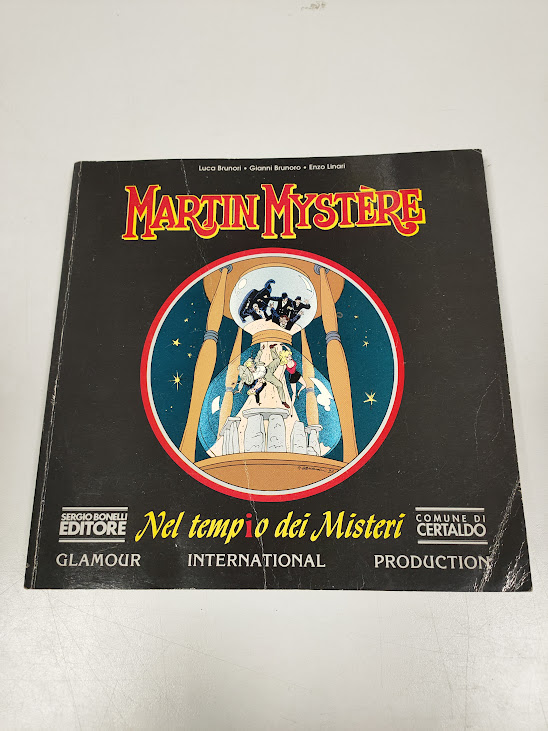 Luca Brunori • Gianni Brunoro • Enzo Linari
MARTIN MYSTÈRE
SERGIO BONELLI
EDITORE
Nel tempio dei Misteri
COMUNE DI
CERTALDO
GLAMOUR INTERNATIONAL PRODUCTION